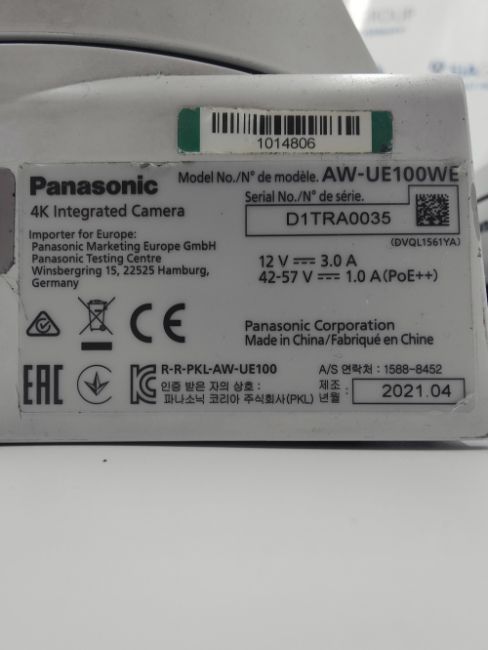 1014806
Panasonic
Model No./N° de modèle. AW-UE100WE
4K Integrated Camera
Serial No./N° de série.
D1TRA0035
(DVQL1561YA)
Importer for Europe:
Panasonic Marketing Europe GmbH
Panasonic Testing Centre
Winsbergring 15, 22525 Hamburg,
Germany
12 V ⎓ 3.0 A
42-57 V ⎓ 1.0 A (PoE++)
CE
Panasonic Corporation
Made in China/Fabriqué en Chine
EAC
R-R-PKL-AW-UE100
인증 받은 자의 상호 :
파나소닉 코리아 주식회사(PKL)
A/S 연락처 : 1588-8452
제조
년월 : 2021.04